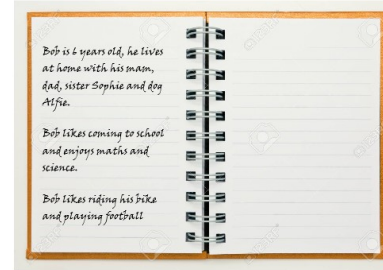 Bob is 6 years old, he lives
at home with his mam,
dad, sister Sophie and dog
Alfie.
Bob likes coming to school
and enjoys maths and
science.
Bob likes riding his bike
and playing football